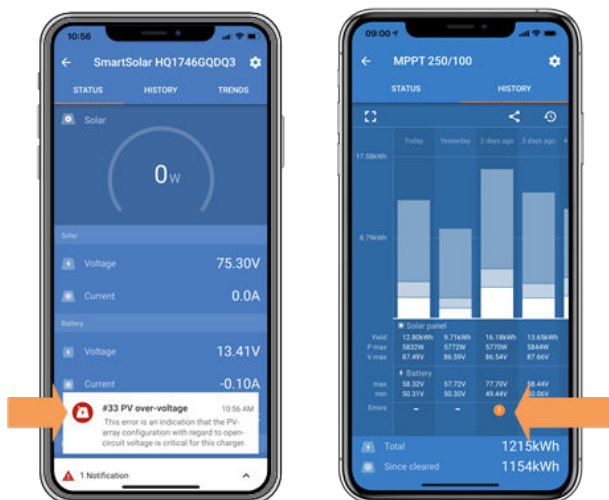 10:56
SmartSolar HQ1746GQDQ3
STATUS HISTORY TRENDS
Solar
0W
Solar
Voltage 75.30V
Current 0.0A
Battery
Voltage 13.41V
Current -0.10A
#33 PV over-voltage 10:56 AM
This error is an indication that the PV-
array configuration with regard to open-
circuit voltage is critical for this charger.
1 Notification
09:00
MPPT 250/100
STATUS HISTORY
Today Yesterday 2 days ago 3 days ago 4
17.58kWh
8.79kWh
Solar panel
Yield 12.80kWh 9.71kWh 16.18kWh 13.65kWh
P max 5832W 5772W 5770W 5844W
V max 87.49V 86.59V 86.54V 87.66V
Battery
max 58.32V 57.72V 77.70V 58.44V
min 50.31V 50.30V 49.44V
Errors - - 1
Total 1215kWh
Since cleared 1154kWh